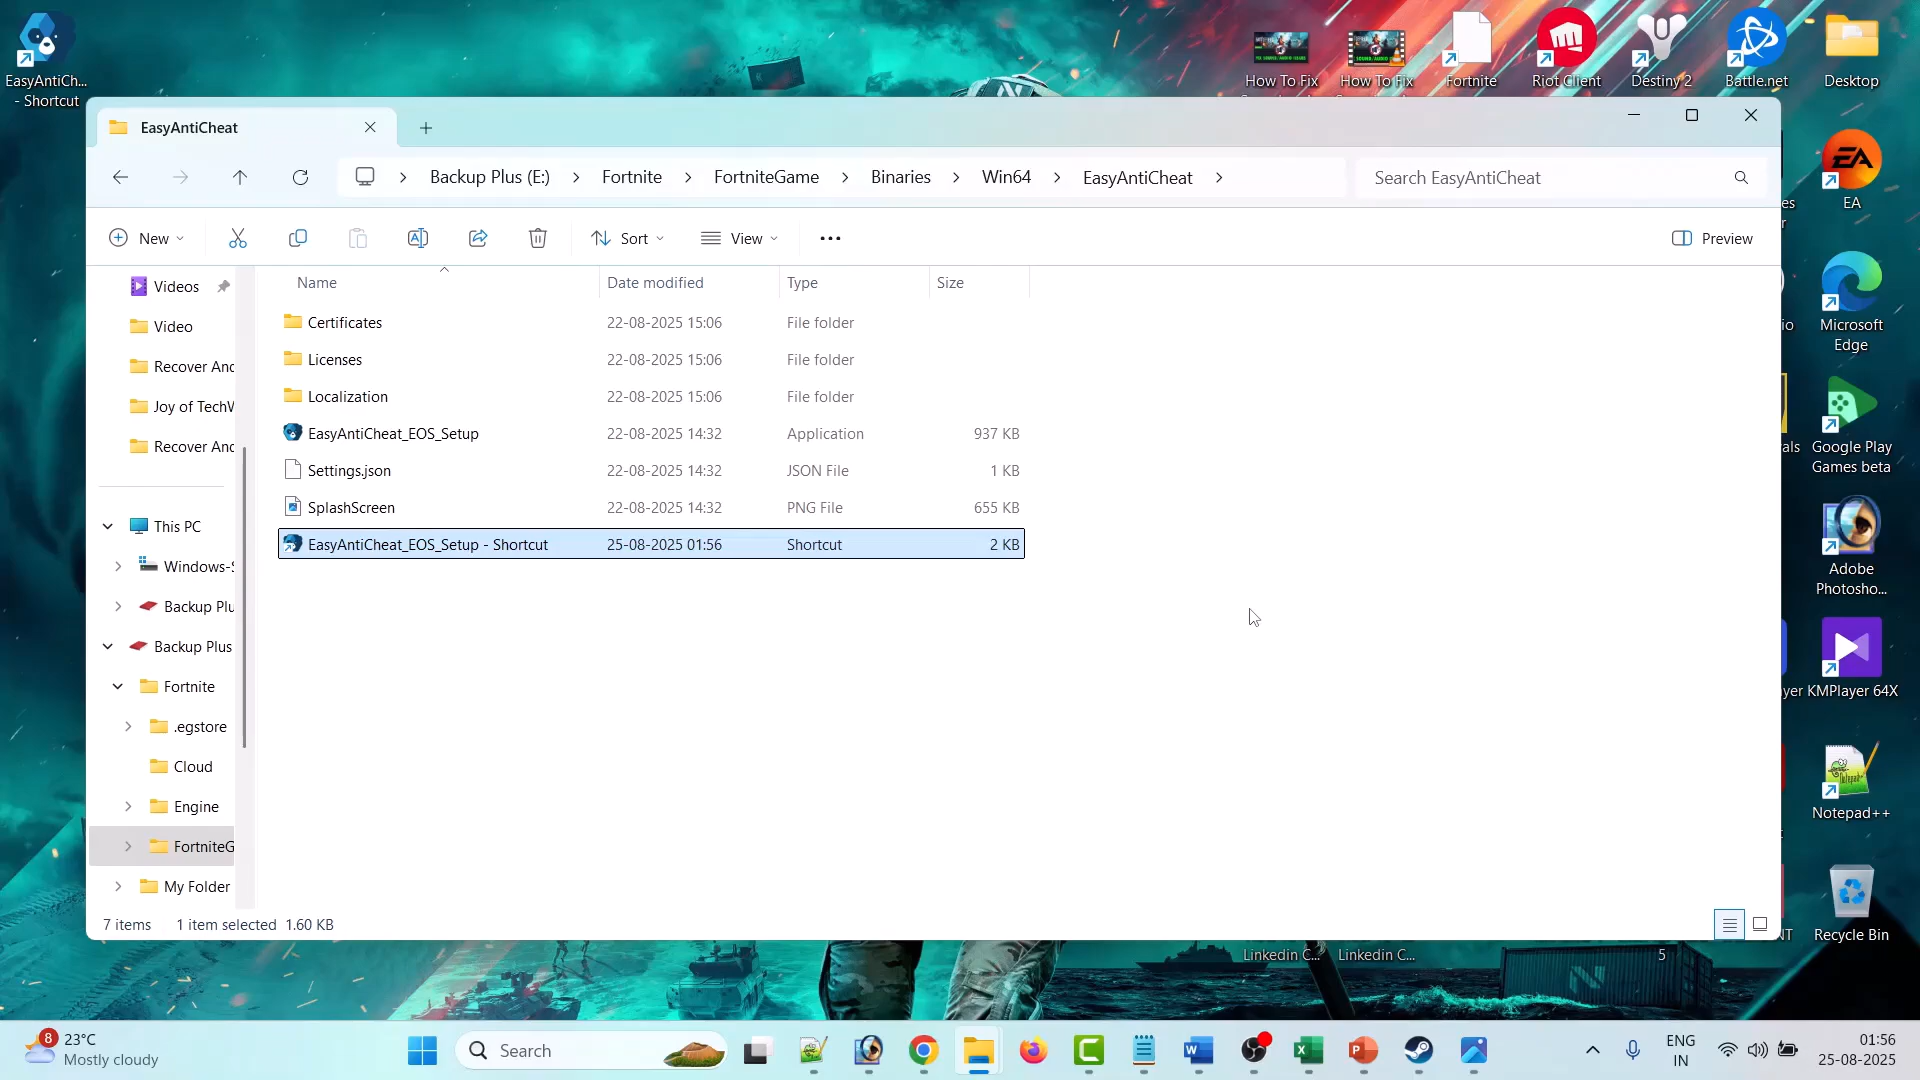 EasyAntiCh...
- Shortcut
How To Fix
How To Fix
Fortnite
Riot Client
Destiny 2
Battle.net
Desktop
EasyAntiCheat
Backup Plus (E:)
Fortnite
FortniteGame
Binaries
Win64
EasyAntiCheat
Search EasyAntiCheat
New
Sort
View
Preview
Name
Date modified
Type
Size
Certificates 22-08-2025 15:06 File folder
Licenses 22-08-2025 15:06 File folder
Localization 22-08-2025 15:06 File folder
EasyAntiCheat_EOS_Setup 22-08-2025 14:32 Application 937 KB
Settings.json 22-08-2025 14:32 JSON File 1 KB
SplashScreen 22-08-2025 14:32 PNG File 655 KB
EasyAntiCheat_EOS_Setup - Shortcut 25-08-2025 01:56 Shortcut 2 KB
Videos
Video
Recover And
Joy of TechW
Recover And
This PC
Windows-S
Backup Plu
Backup Plus
Fortnite
.egstore
Cloud
Engine
FortniteG
My Folder
7 items
1 item selected 1.60 KB
EA
EA
Microsoft
Edge
Google Play
Games beta
Adobe
Photosho...
KMPlayer 64X
Notepad++
Recycle Bin
Linkedin C...
Linkedin C...
5
8
23°C
Mostly cloudy
Search
ENG
IN
01:56
25-08-2025